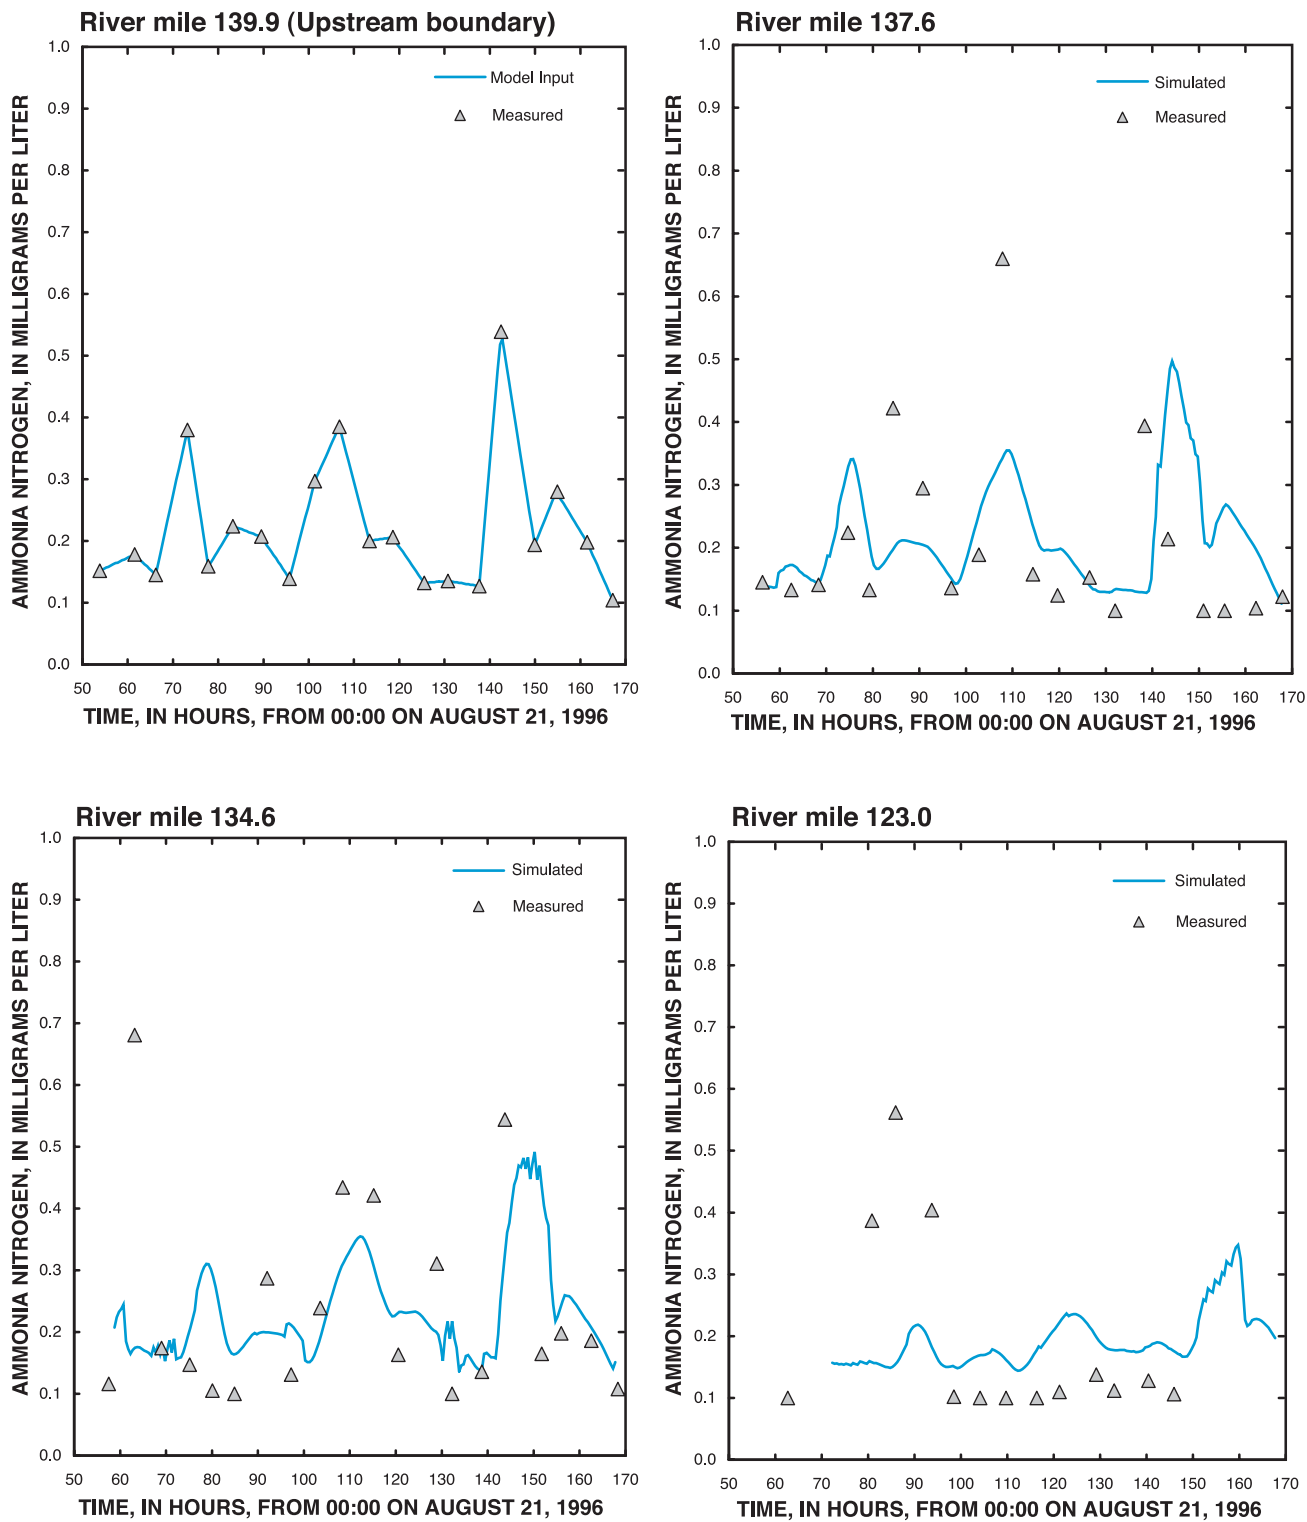 River mile 139.9 (Upstream boundary)
1.0
0.9
0.8
0.7
0.6
0.5
0.4
0.3
0.2
0.1
0.0
AMMONIA NITROGEN, IN MILLIGRAMS PER LITER
Model Input
Measured
50 60 70 80 90 100 110 120 130 140 150 160 170
TIME, IN HOURS, FROM 00:00 ON AUGUST 21, 1996
River mile 137.6
1.0
0.9
0.8
0.7
0.6
0.5
0.4
0.3
0.2
0.1
0.0
AMMONIA NITROGEN, IN MILLIGRAMS PER LITER
Simulated
Measured
50 60 70 80 90 100 110 120 130 140 150 160 170
TIME, IN HOURS, FROM 00:00 ON AUGUST 21, 1996
River mile 134.6
1.0
0.9
0.8
0.7
0.6
0.5
0.4
0.3
0.2
0.1
0.0
AMMONIA NITROGEN, IN MILLIGRAMS PER LITER
Simulated
Measured
50 60 70 80 90 100 110 120 130 140 150 160 170
TIME, IN HOURS, FROM 00:00 ON AUGUST 21, 1996
River mile 123.0
1.0
0.9
0.8
0.7
0.6
0.5
0.4
0.3
0.2
0.1
0.0
AMMONIA NITROGEN, IN MILLIGRAMS PER LITER
Simulated
Measured
50 60 70 80 90 100 110 120 130 140 150 160 170
TIME, IN HOURS, FROM 00:00 ON AUGUST 21, 1996